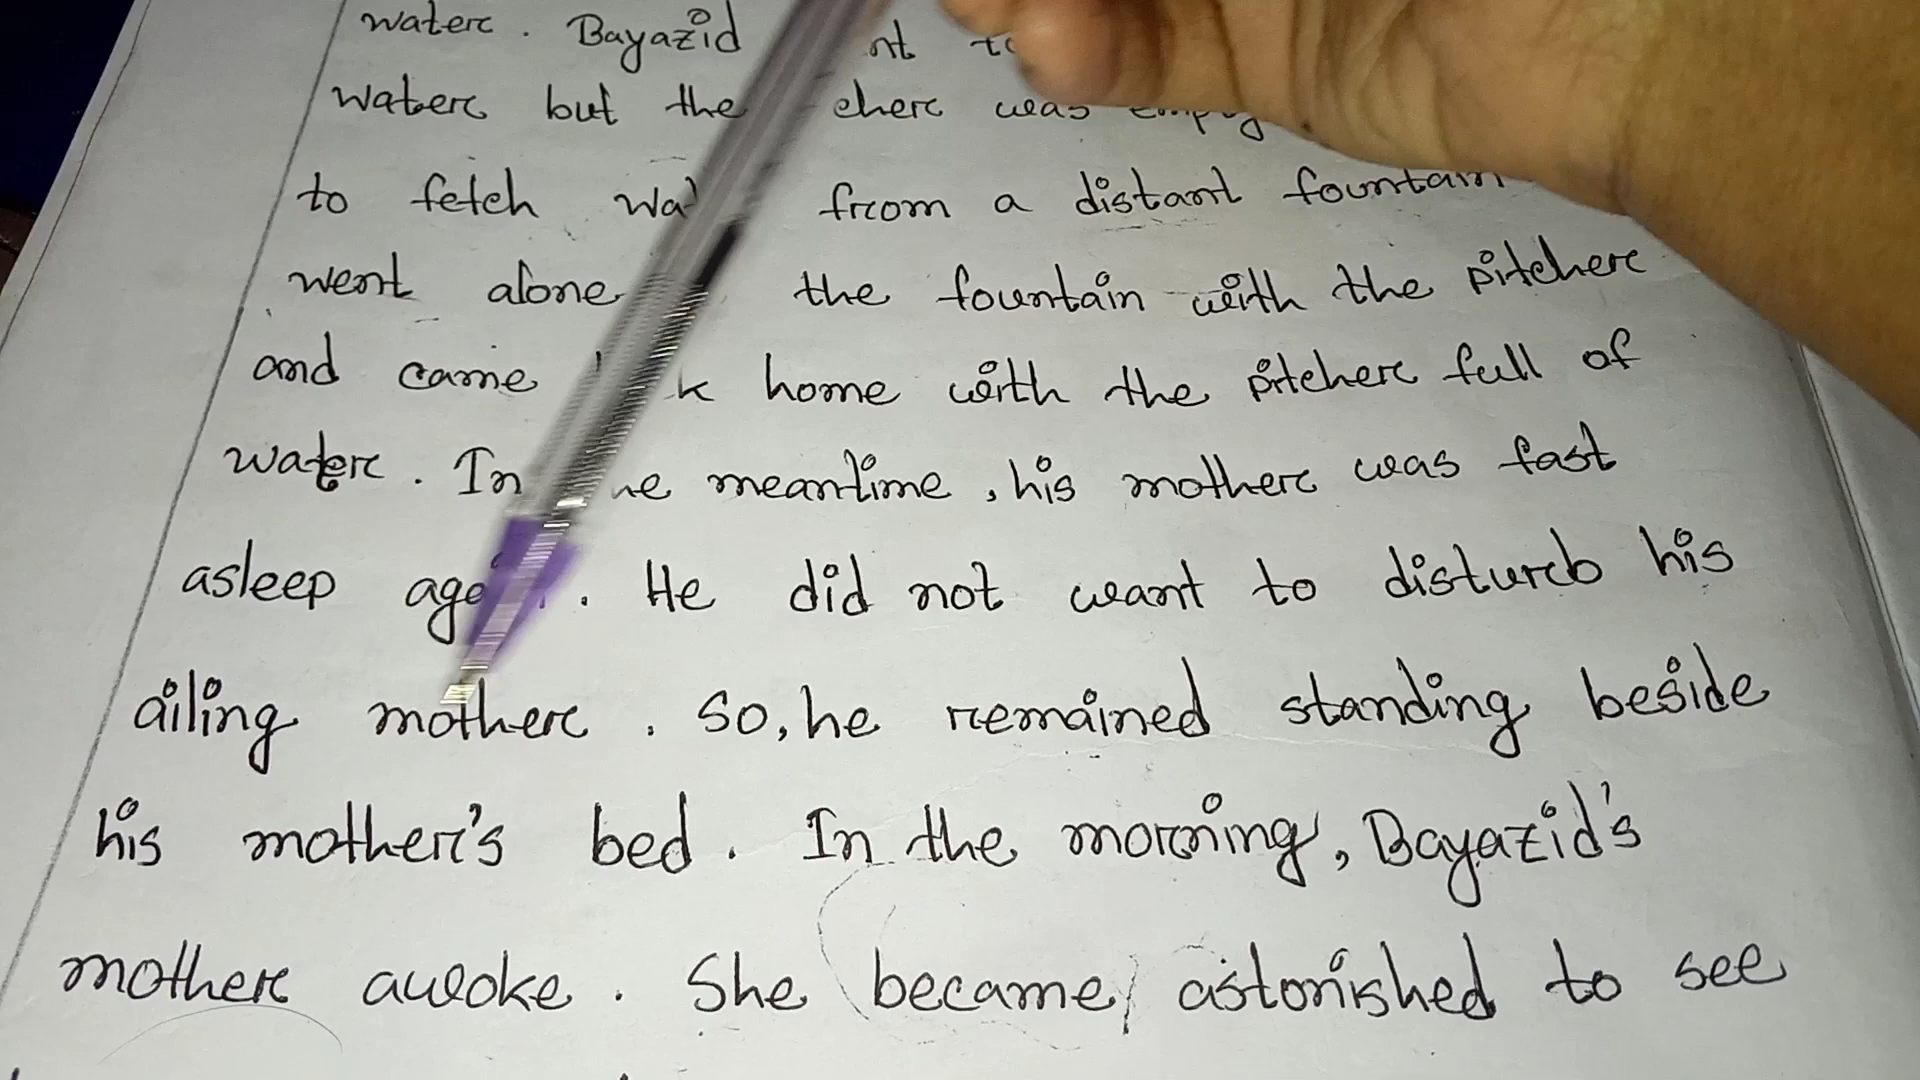 water. Bayazid
water but the was empty
to fetch from a distant fountain
went alone the fountain with the pitcher
and came home with the pitcher full of
water. In meantime, his mother was fast
asleep . He did not want to disturb his
ailing mother. So, he remained standing beside
his mother's bed. In the morning, Bayazid's
mother awoke. She became astonished to see